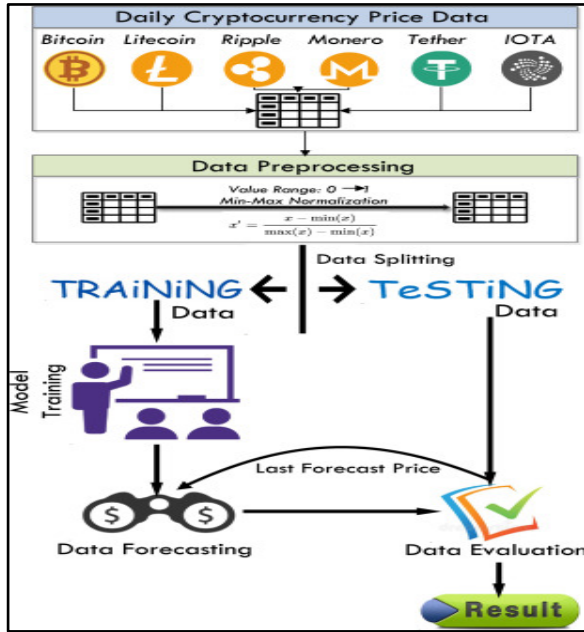 Daily Cryptocurrency Price Data
Bitcoin Litecoin Ripple Monero Tether IOTA
Data Preprocessing
Value Range: 0 → 1
Min-Max Normalization
x' = (x − min(x)) / (max(x) − min(x))
Data Splitting
TRAiNiNG TeSTiNG
Data Data
Model
Training
Last Forecast Price
$ $
Data Forecasting Data Evaluation
Result